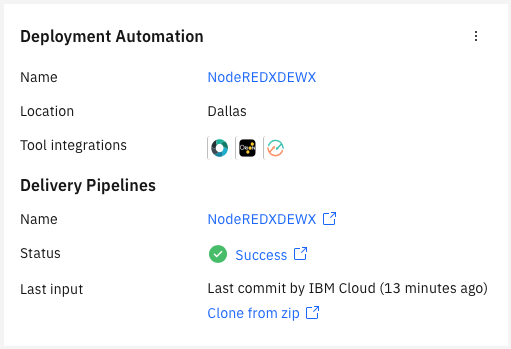 Deployment Automation
Name NodeREDXDEWX
Location Dallas
Tool integrations
Delivery Pipelines
Name NodeREDXDEWX
Status Success
Last input Last commit by IBM Cloud (13 minutes ago)
Clone from zip